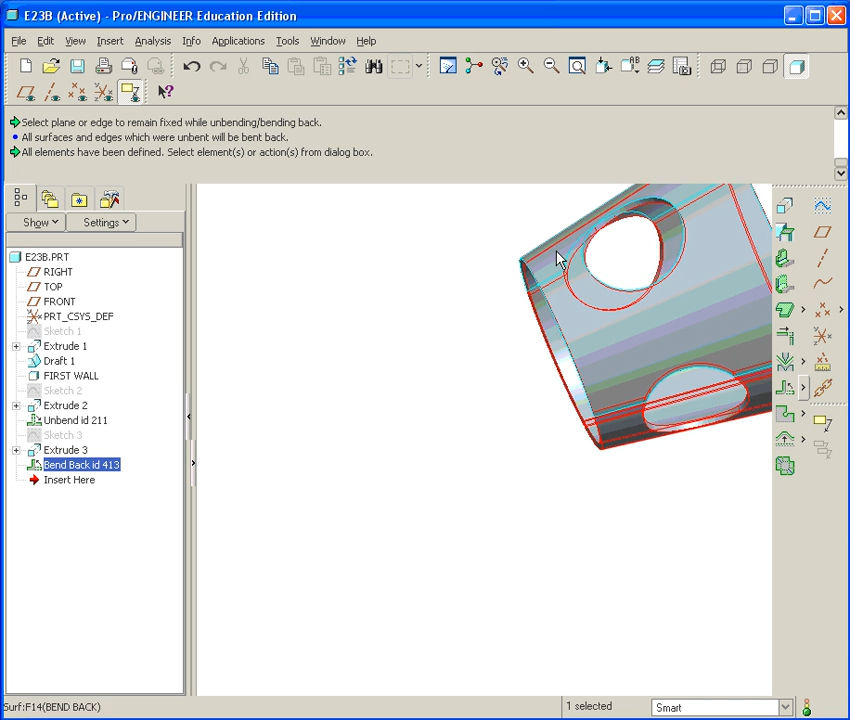 E23B (Active) - Pro/ENGINEER Education Edition
File Edit View Insert Analysis Info Applications Tools Window Help
Select plane or edge to remain fixed while unbending/bending back.
All surfaces and edges which were unbent will be bent back.
All elements have been defined. Select element(s) or action(s) from dialog box.
Show Settings
E23B.PRT
RIGHT
TOP
FRONT
PRT_CSYS_DEF
Sketch 1
Extrude 1
Draft 1
FIRST WALL
Sketch 2
Extrude 2
Unbend id 211
Sketch 3
Extrude 3
Bend Back id 413
Insert Here
Surf:F14(BEND BACK) 1 selected Smart